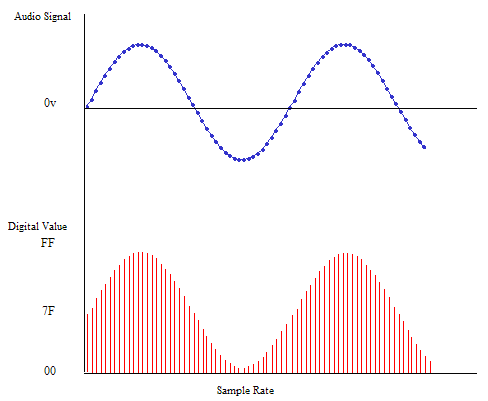 Audio Signal
0v
Digital Value
FF
7F
00
Sample Rate